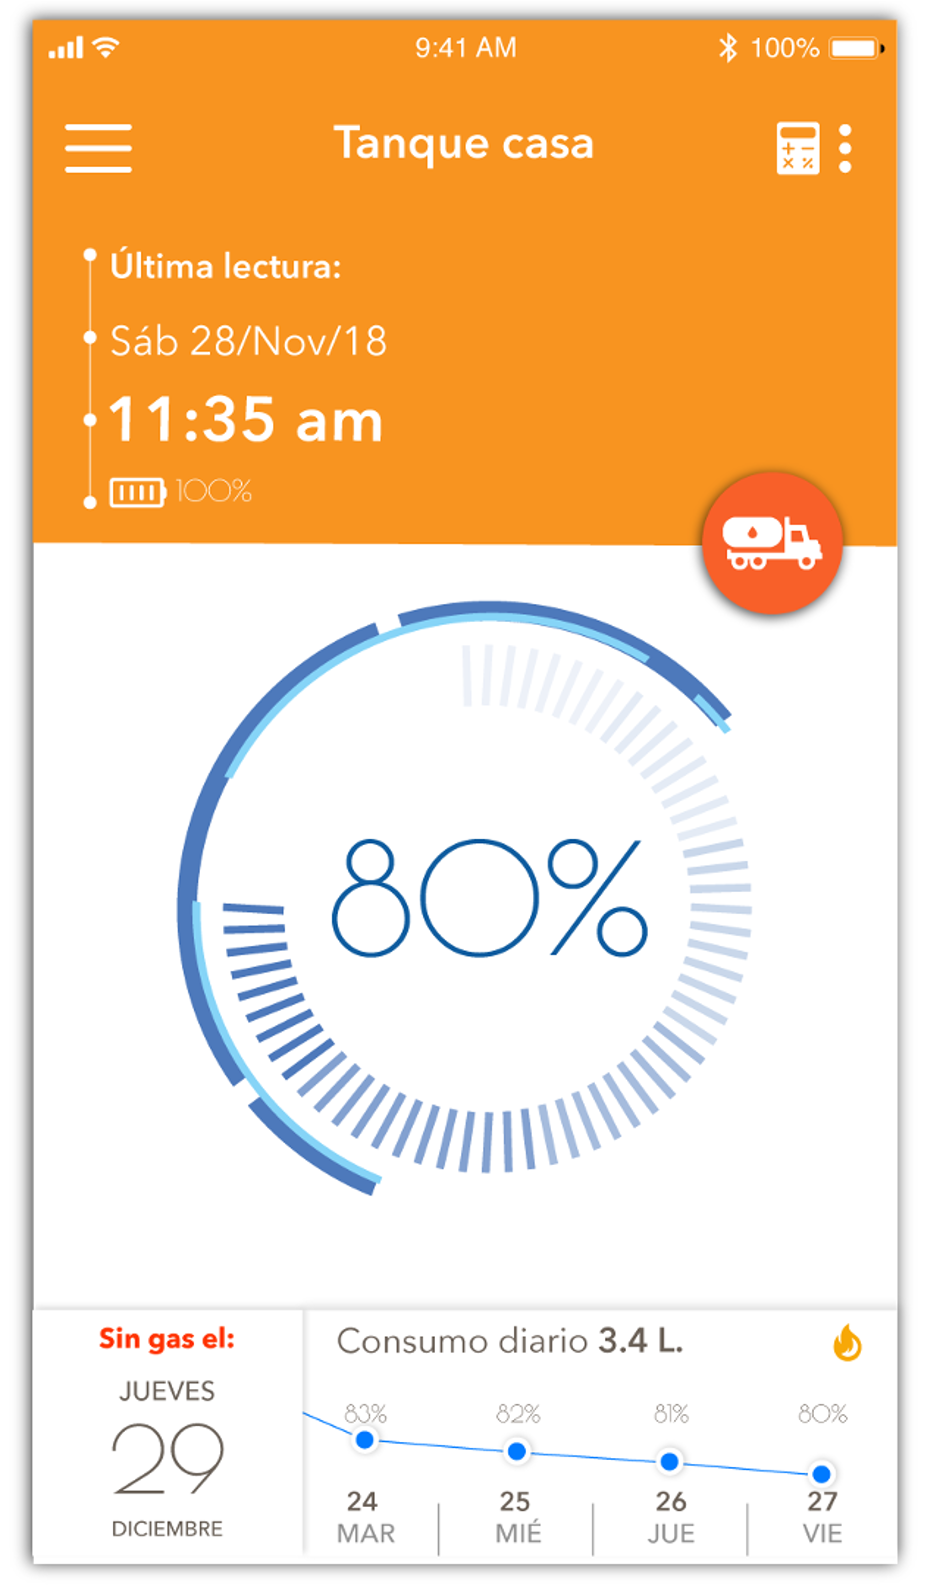 9:41 AM 100%
Tanque casa
Última lectura:
Sáb 28/Nov/18
11:35 am
100%
80%
Sin gas el:
JUEVES
29
DICIEMBRE
Consumo diario 3.4 L.
83% 82% 81% 80%
24 25 26 27
MAR MIÉ JUE VIE